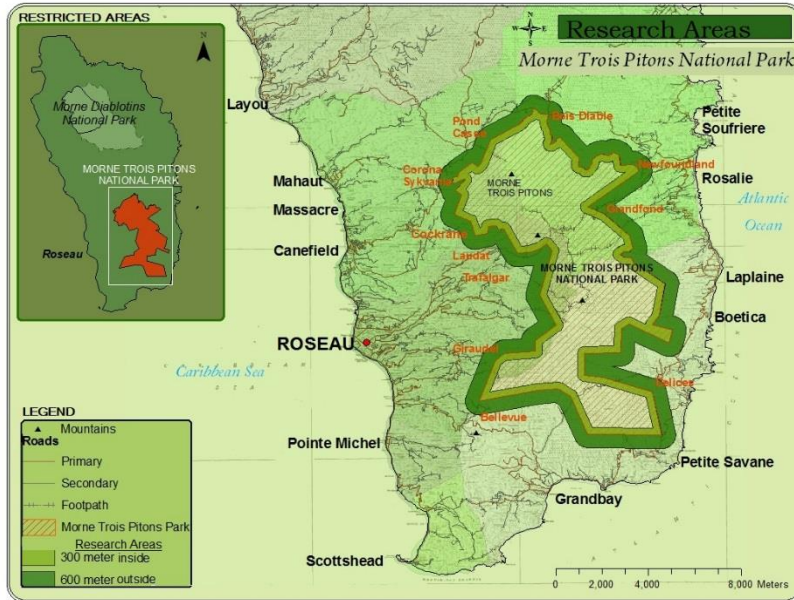 RESTRICTED AREAS
N
Morne Diablotins
National Park
MORNE TROIS PITONS
NATIONAL PARK
Roseau
N
W
E
S
Research Areas
Morne Trois Pitons National Park
Layou
Pond
Casse
Bois Diable
Petite
Soufriere
Corona
Sylvania
Newfoundland
MORNE
TROIS PITONS
Mahaut
Rosalie
Massacre
Grandfond
Atlantic
Ocean
Cockrane
Canefield
Laudat
Trafalgar
MORNE TROIS PITONS
NATIONAL PARK
Laplaine
Boetica
ROSEAU
Giraudel
Caribbean Sea
Delices
Bellevue
Pointe Michel
Petite Savane
Grandbay
Scottshead
LEGEND
Mountains
Roads
Primary
Secondary
Footpath
Morne Trois Pitons Park
Research Areas
300 meter inside
600 meter outside
0 2,000 4,000 8,000 Meters